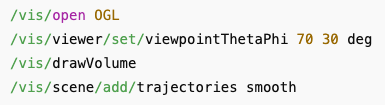 /vis/open OGL
/vis/viewer/set/viewpointThetaPhi 70 30 deg
/vis/drawVolume
/vis/scene/add/trajectories smooth